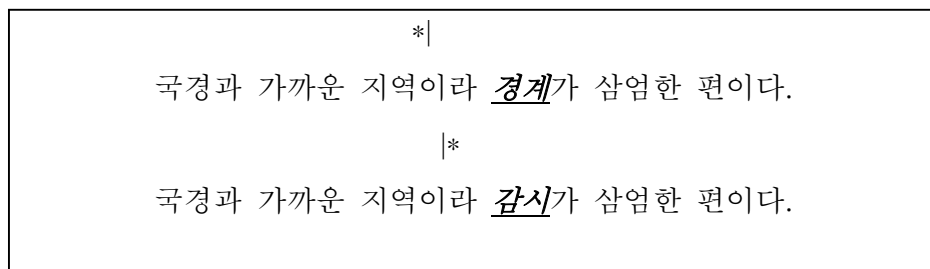 *|
국경과 가까운 지역이라 경계가 삼엄한 편이다.
|*
국경과 가까운 지역이라 감시가 삼엄한 편이다.